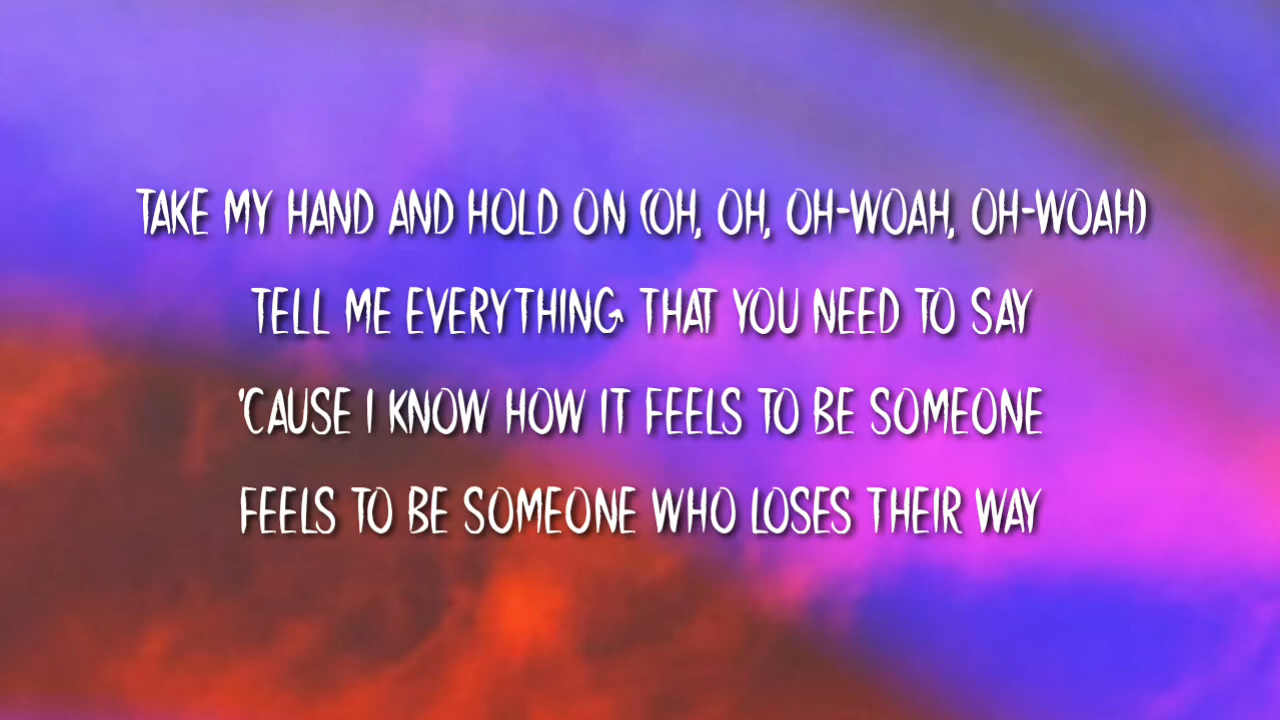 TAKE MY HAND AND HOLD ON (OH, OH, OH-WOAH, OH-WOAH)
TELL ME EVERYTHING THAT YOU NEED TO SAY
'CAUSE I KNOW HOW IT FEELS TO BE SOMEONE
FEELS TO BE SOMEONE WHO LOSES THEIR WAY